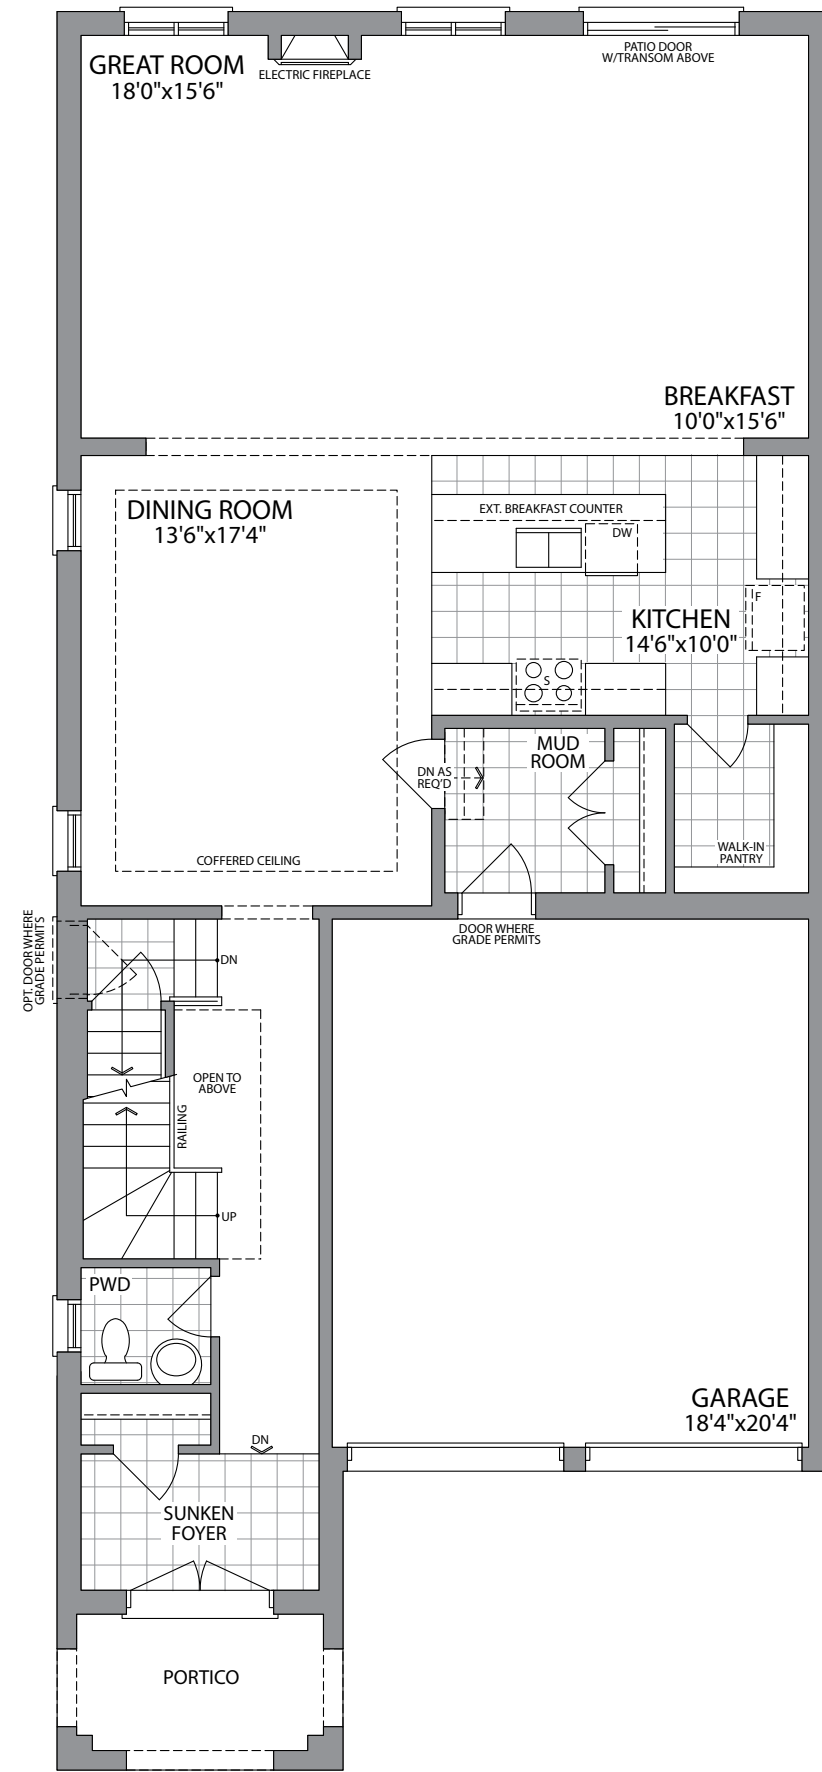 GREAT ROOM
18'0"x15'6"
ELECTRIC FIREPLACE
PATIO DOOR
W/TRANSOM ABOVE
BREAKFAST
10'0"x15'6"
DINING ROOM
13'6"x17'4"
EXT. BREAKFAST COUNTER
DW
F
KITCHEN
14'6"x10'0"
S
MUD
ROOM
DN AS
REQ'D
WALK-IN
PANTRY
COFFERED CEILING
DOOR WHERE
GRADE PERMITS
OPT. DOOR WHERE
GRADE PERMITS
DN
OPEN TO
ABOVE
RAILING
UP
PWD
GARAGE
18'4"x20'4"
DN
SUNKEN
FOYER
PORTICO